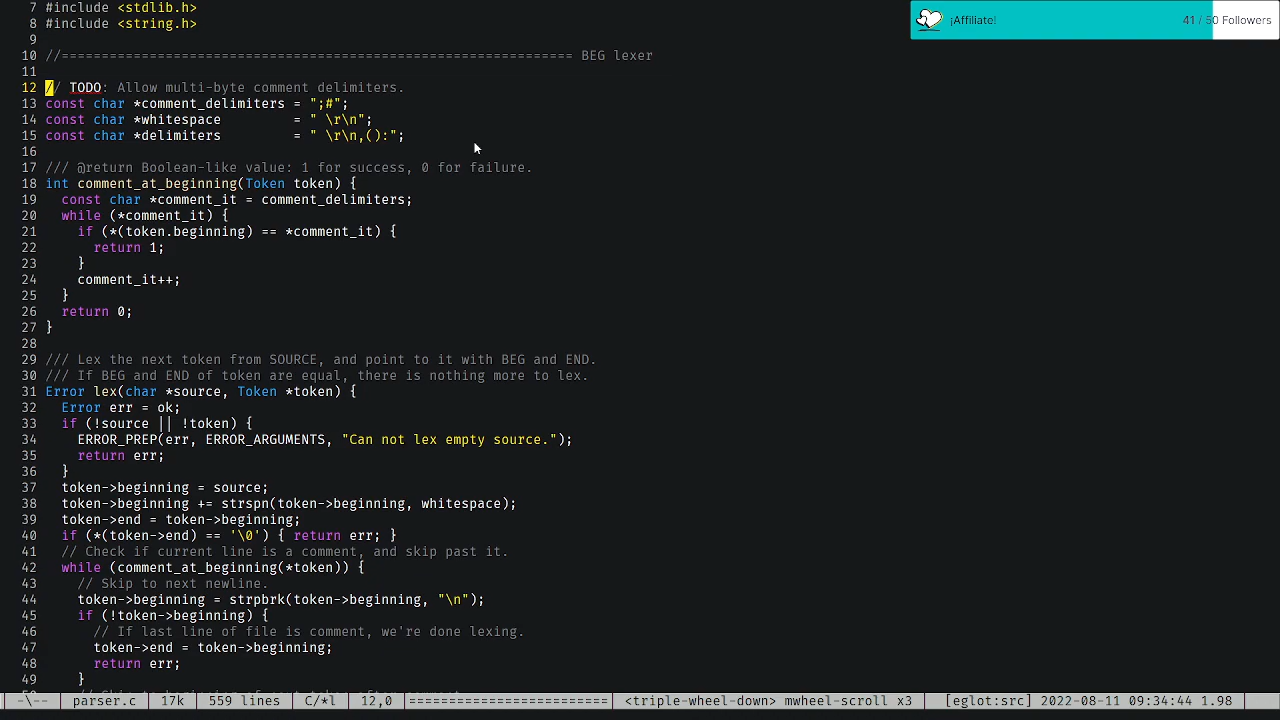 7 #include <stdlib.h>
8 #include <string.h>
¡Affiliate! 41 / 50 Followers
9
10 //================================================================ BEG lexer
11
12 // TODO: Allow multi-byte comment delimiters.
13 const char *comment_delimiters = ";#";
14 const char *whitespace         = " \r\n";
15 const char *delimiters         = " \r\n,():";
16
17 /// @return Boolean-like value: 1 for success, 0 for failure.
18 int comment_at_beginning(Token token) {
19   const char *comment_it = comment_delimiters;
20   while (*comment_it) {
21     if (*(token.beginning) == *comment_it) {
22       return 1;
23     }
24     comment_it++;
25   }
26   return 0;
27 }
28
29 /// Lex the next token from SOURCE, and point to it with BEG and END.
30 /// If BEG and END of token are equal, there is nothing more to lex.
31 Error lex(char *source, Token *token) {
32   Error err = ok;
33   if (!source || !token) {
34     ERROR_PREP(err, ERROR_ARGUMENTS, "Can not lex empty source.");
35     return err;
36   }
37   token->beginning = source;
38   token->beginning += strspn(token->beginning, whitespace);
39   token->end = token->beginning;
40   if (*(token->end) == '\0') { return err; }
41   // Check if current line is a comment, and skip past it.
42   while (comment_at_beginning(*token)) {
43     // Skip to next newline.
44     token->beginning = strpbrk(token->beginning, "\n");
45     if (!token->beginning) {
46       // If last line of file is comment, we're done lexing.
47       token->end = token->beginning;
48       return err;
49     }
-\-- parser.c 17k 559 lines C/*l 12,0 ========================= <triple-wheel-down> mwheel-scroll x3 [eglot:src] 2022-08-11 09:34:44 1.98